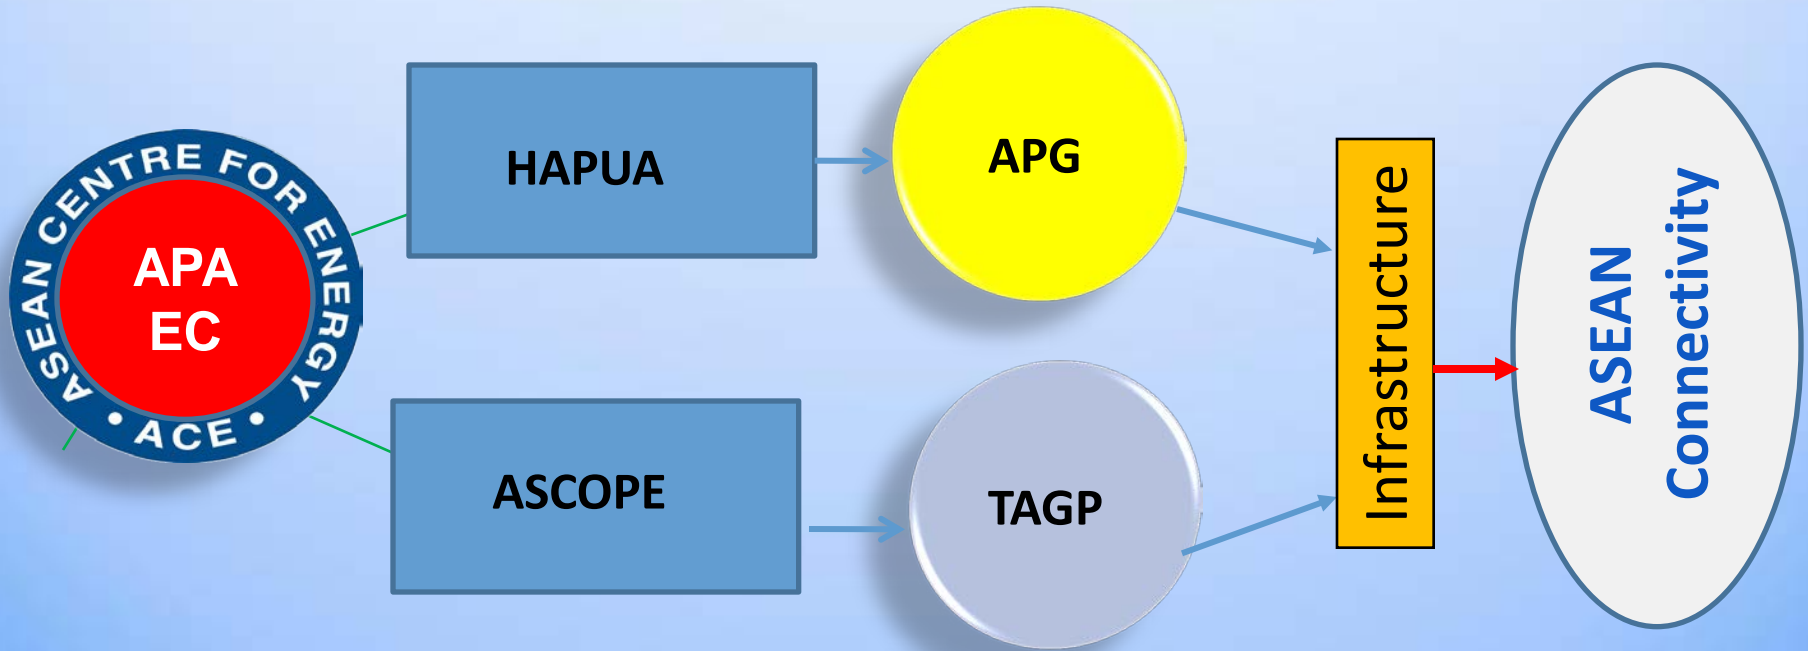 ASEAN CENTRE FOR ENERGY
• ACE •
APA
EC
HAPUA
ASCOPE
APG
TAGP
Infrastructure
ASEAN
Connectivity